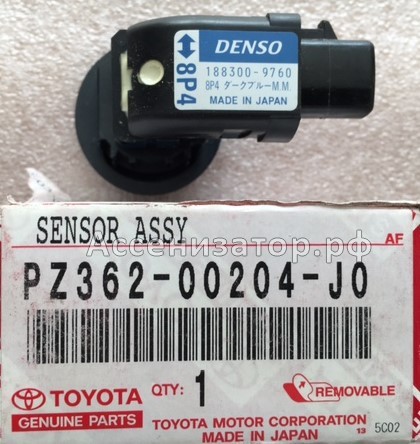 DENSO
188300-9760
8P4 ダークブルーM.M.
MADE IN JAPAN
8P4
SENSOR ASSY
AF
Ассенизатор.рф
PZ362-00204-J0
TOYOTA
GENUINE PARTS
QTY: 1
REMOVABLE
TOYOTA MOTOR CORPORATION
MADE IN JAPAN
13 5C02